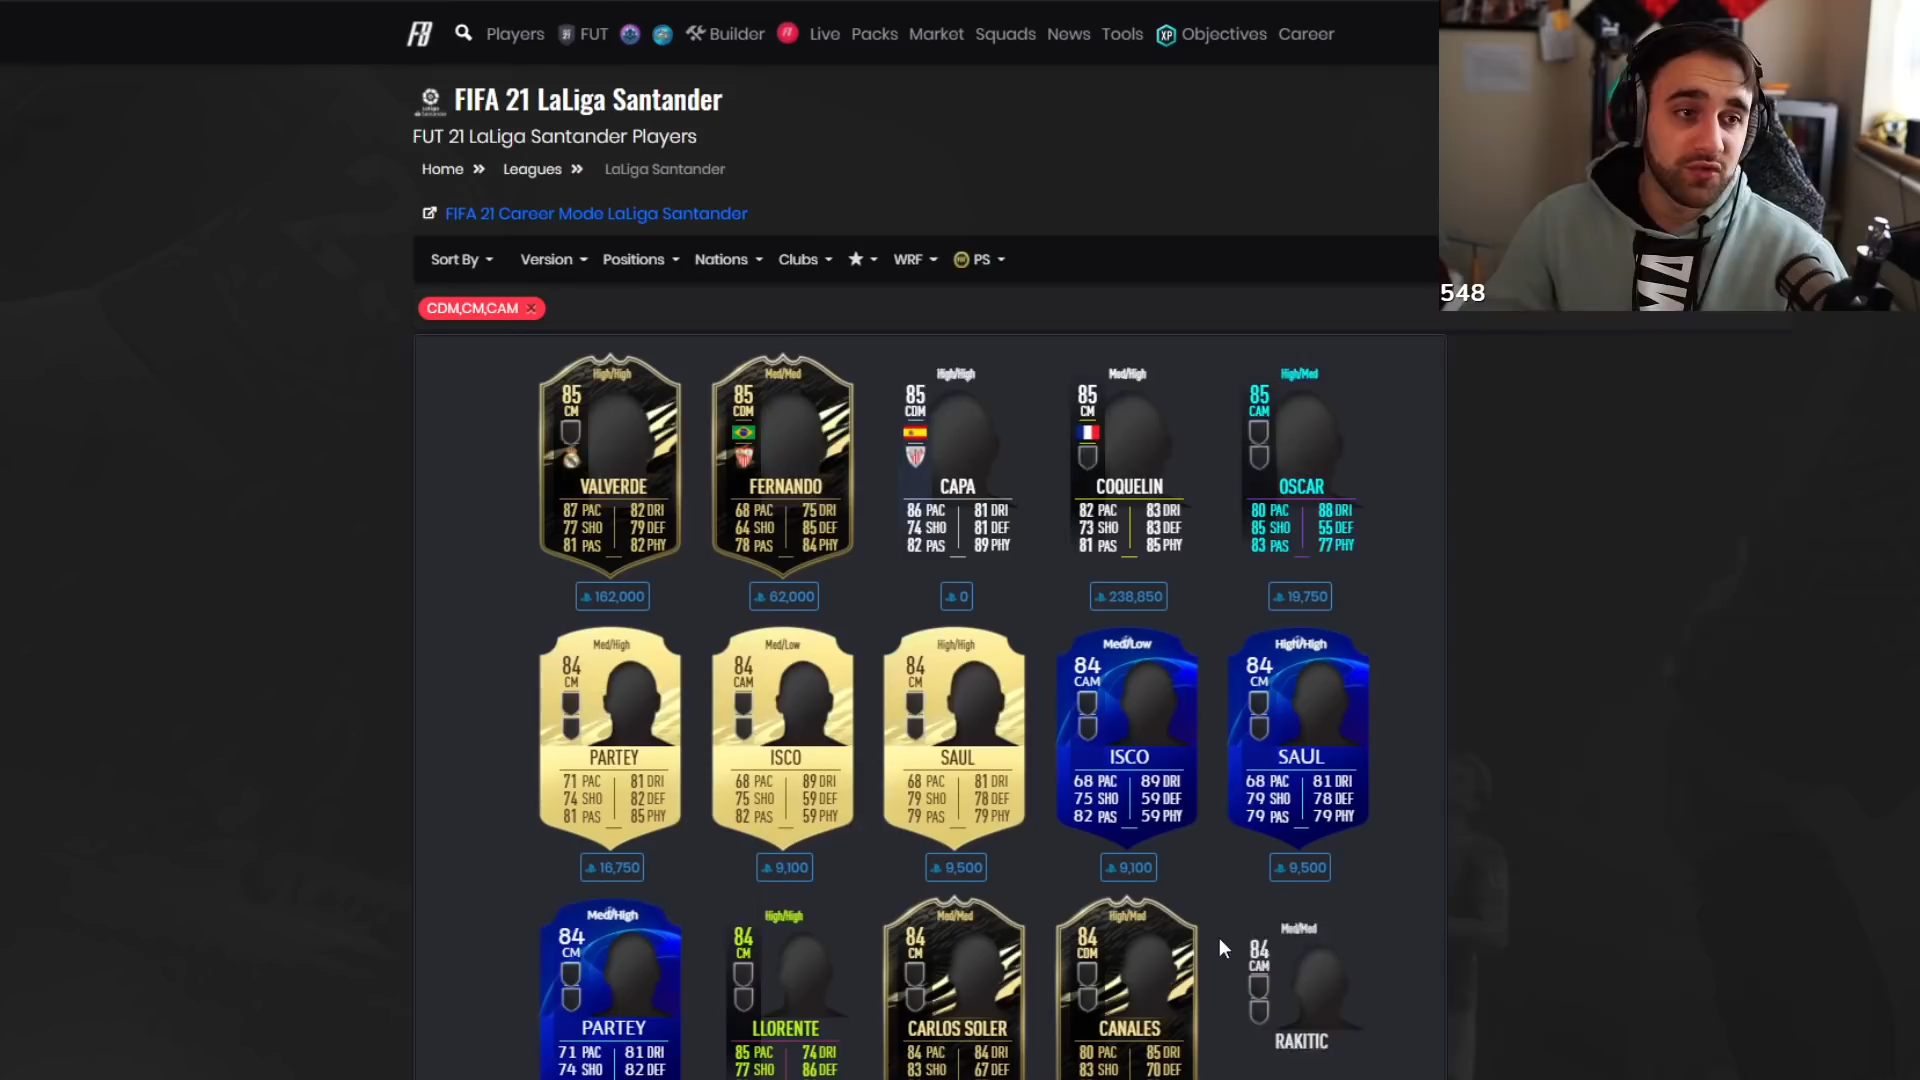 FB Players 21 FUT Builder Live Packs Market Squads News Tools XP Objectives Career
FIFA 21 LaLiga Santander
FUT 21 LaLiga Santander Players
Home » Leagues » LaLiga Santander
FIFA 21 Career Mode LaLiga Santander
Sort By Version Positions Nations Clubs WRF PS
CDM,CM,CAM ×
548
High/High
85
CM
VALVERDE
87 PAC 82 DRI
77 SHO 79 DEF
81 PAS 82 PHY
162,000
Med/Med
85
CDM
FERNANDO
68 PAC 75 DRI
64 SHO 85 DEF
78 PAS 84 PHY
62,000
High/High
85
CDM
CAPA
86 PAC 81 DRI
74 SHO 81 DEF
82 PAS 89 PHY
0
Med/High
85
CM
COQUELIN
82 PAC 83 DRI
73 SHO 83 DEF
81 PAS 85 PHY
238,850
High/Med
85
CAM
OSCAR
80 PAC 88 DRI
85 SHO 55 DEF
83 PAS 77 PHY
19,750
Med/High
84
CM
PARTEY
71 PAC 81 DRI
74 SHO 82 DEF
81 PAS 85 PHY
16,750
Med/Low
84
CAM
ISCO
68 PAC 89 DRI
75 SHO 59 DEF
82 PAS 59 PHY
9,100
High/High
84
CM
SAUL
68 PAC 81 DRI
79 SHO 78 DEF
79 PAS 79 PHY
9,500
Med/Low
84
CAM
ISCO
68 PAC 89 DRI
75 SHO 59 DEF
82 PAS 59 PHY
9,100
High/High
84
CM
SAUL
68 PAC 81 DRI
79 SHO 78 DEF
79 PAS 79 PHY
9,500
Med/High
84
CM
PARTEY
71 PAC 81 DRI
74 SHO 82 DEF
High/High
84
CM
LLORENTE
85 PAC 74 DRI
77 SHO 86 DEF
Med/Med
84
CM
CARLOS SOLER
84 PAC 84 DRI
83 SHO 67 DEF
High/Med
84
CDM
CANALES
80 PAC 85 DRI
83 SHO 70 DEF
Med/Med
84
CAM
RAKITIC